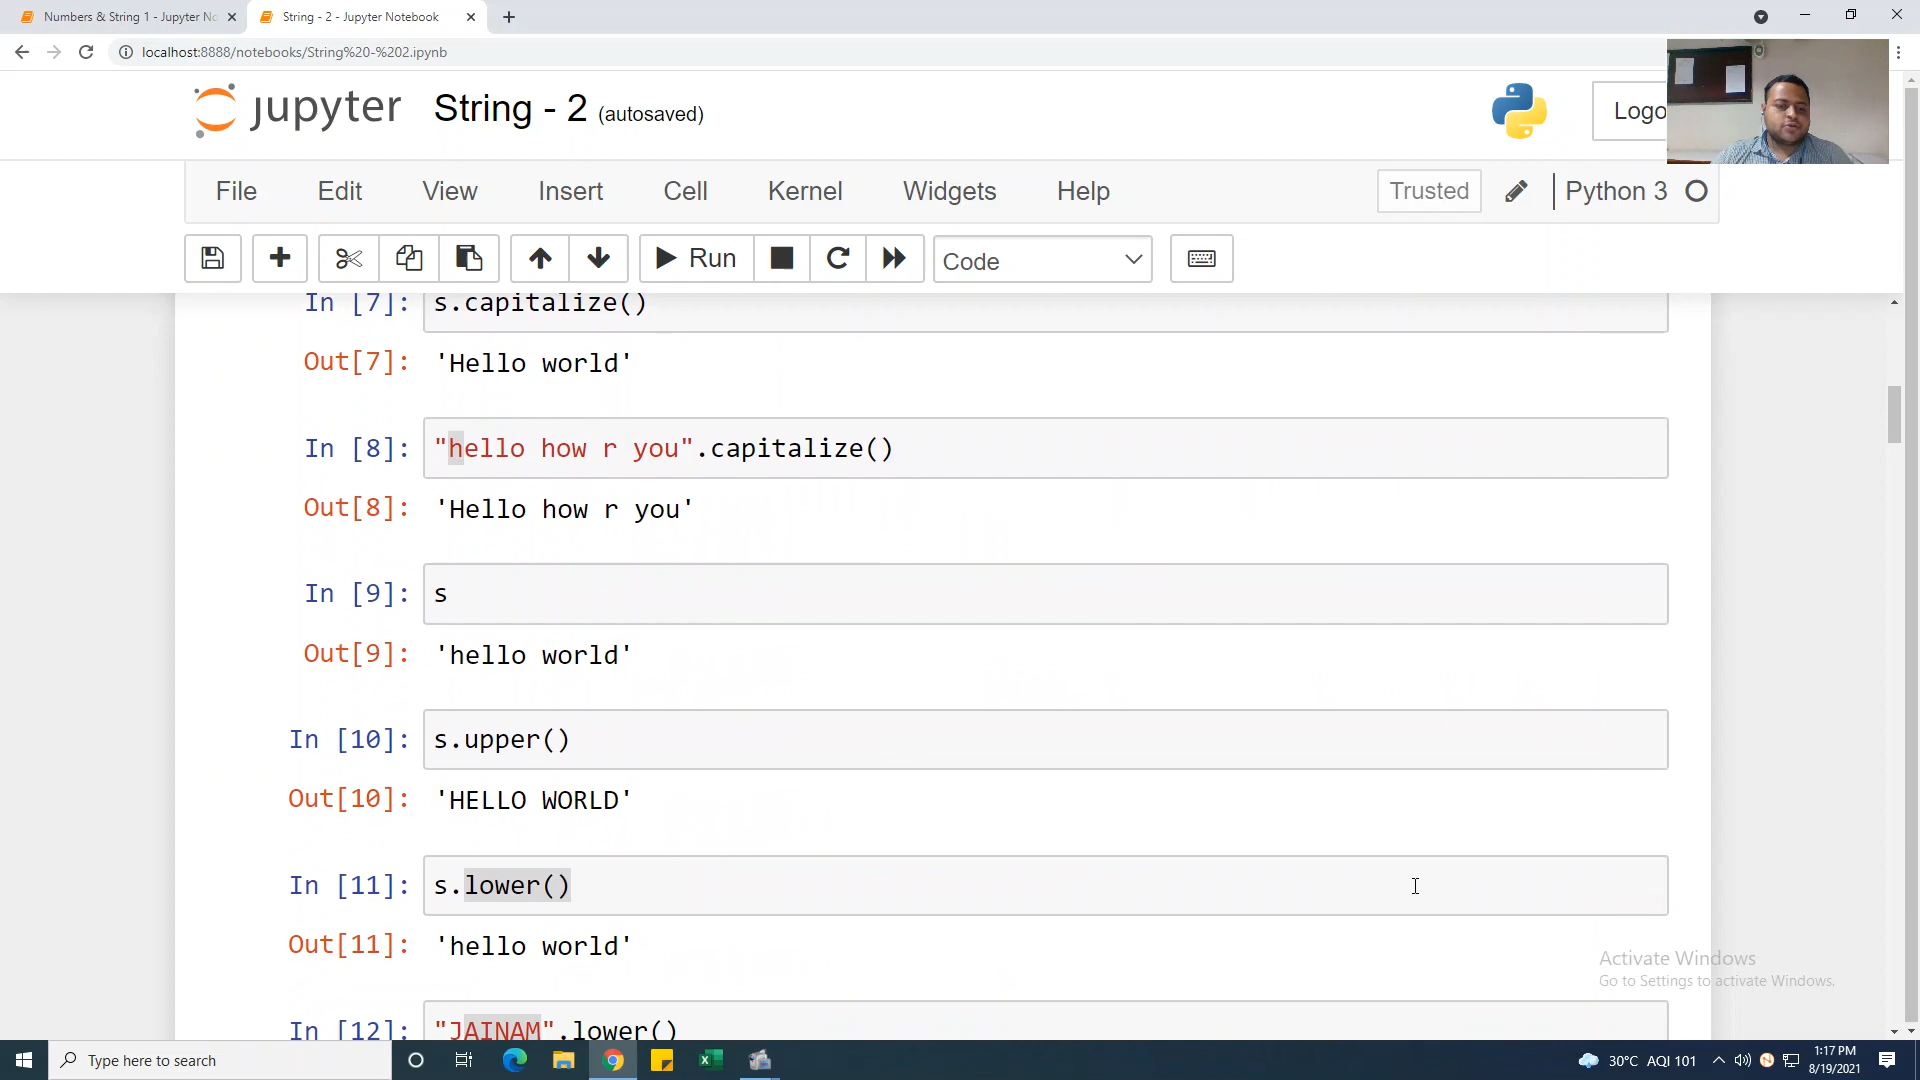 Numbers & String 1 - Jupyter No
String - 2 - Jupyter Notebook
localhost:8888/notebooks/String%20-%202.ipynb
jupyter String - 2 (autosaved)
Logo
File Edit View Insert Cell Kernel Widgets Help Trusted Python 3
Run Code
In [7]: s.capitalize()
Out[7]: 'Hello world'
In [8]: "hello how r you".capitalize()
Out[8]: 'Hello how r you'
In [9]: s
Out[9]: 'hello world'
In [10]: s.upper()
Out[10]: 'HELLO WORLD'
In [11]: s.lower()
Out[11]: 'hello world'
Activate Windows
Go to Settings to activate Windows.
In [12]: "JAINAM".lower()
Type here to search
30°C AQI 101
1:17 PM
8/19/2021